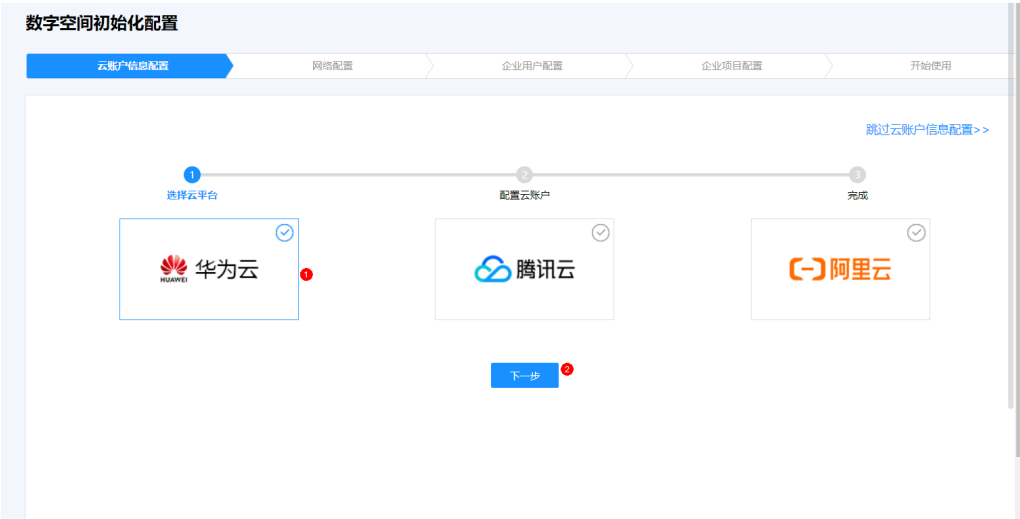 数字空间初始化配置
云账户信息配置 网络配置 企业用户配置 企业项目配置 开始使用
跳过云账户信息配置>>
1 2 3
选择云平台 配置云账户 完成
HUAWEI 华为云 1 腾讯云 阿里云
下一步 2